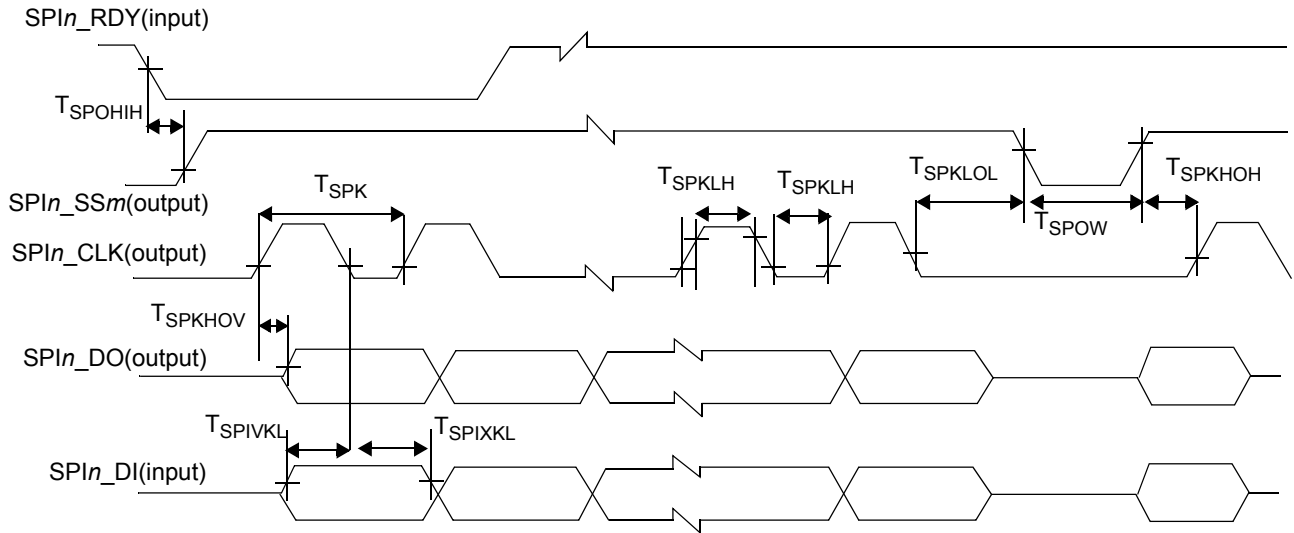 SPIn_RDY(input)
TSPOHIH
SPIn_SSm(output)
TSPK
TSPKLH
TSPKLH
TSPKLOL
TSPOW
TSPKHOH
SPIn_CLK(output)
TSPKHOV
SPIn_DO(output)
TSPIVKL
TSPIXKL
SPIn_DI(input)